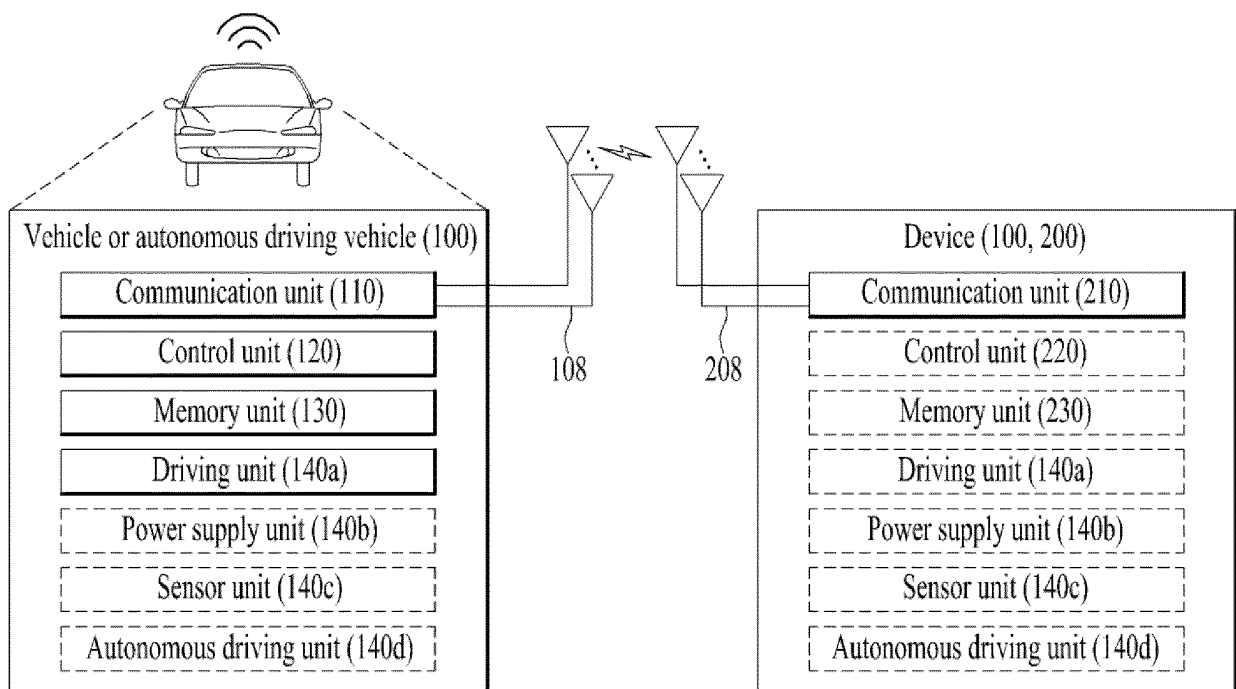 Vehicle or autonomous driving vehicle (100)
Communication unit (110)
Control unit (120)
Memory unit (130)
Driving unit (140a)
Power supply unit (140b)
Sensor unit (140c)
Autonomous driving unit (140d)
108
208
Device (100, 200)
Communication unit (210)
Control unit (220)
Memory unit (230)
Driving unit (140a)
Power supply unit (140b)
Sensor unit (140c)
Autonomous driving unit (140d)